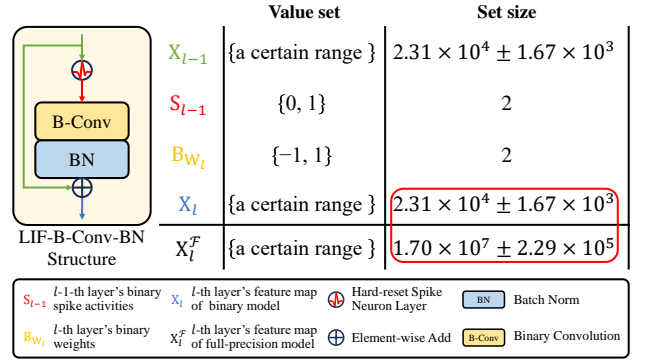 Value set Set size
X_{l−1} {a certain range } 2.31 × 10^4 ± 1.67 × 10^3
S_{l−1} {0, 1} 2
B_{W_l} {−1, 1} 2
X_l {a certain range } 2.31 × 10^4 ± 1.67 × 10^3
X_l^ℱ {a certain range } 1.70 × 10^7 ± 2.29 × 10^5
B-Conv
BN
LIF-B-Conv-BN
Structure
S_{l−1} l-1-th layer's binary
spike activities
B_{W_l} l-th layer's binary
weights
X_l l-th layer's feature map
of binary model
X_l^ℱ l-th layer's feature map
of full-precision model
Hard-reset Spike
Neuron Layer
Element-wise Add
BN Batch Norm
B-Conv Binary Convolution